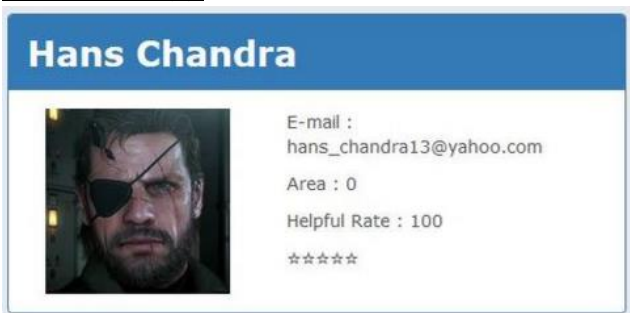 Hans Chandra
E-mail :
hans_chandra13@yahoo.com
Area : 0
Helpful Rate : 100
☆☆☆☆☆